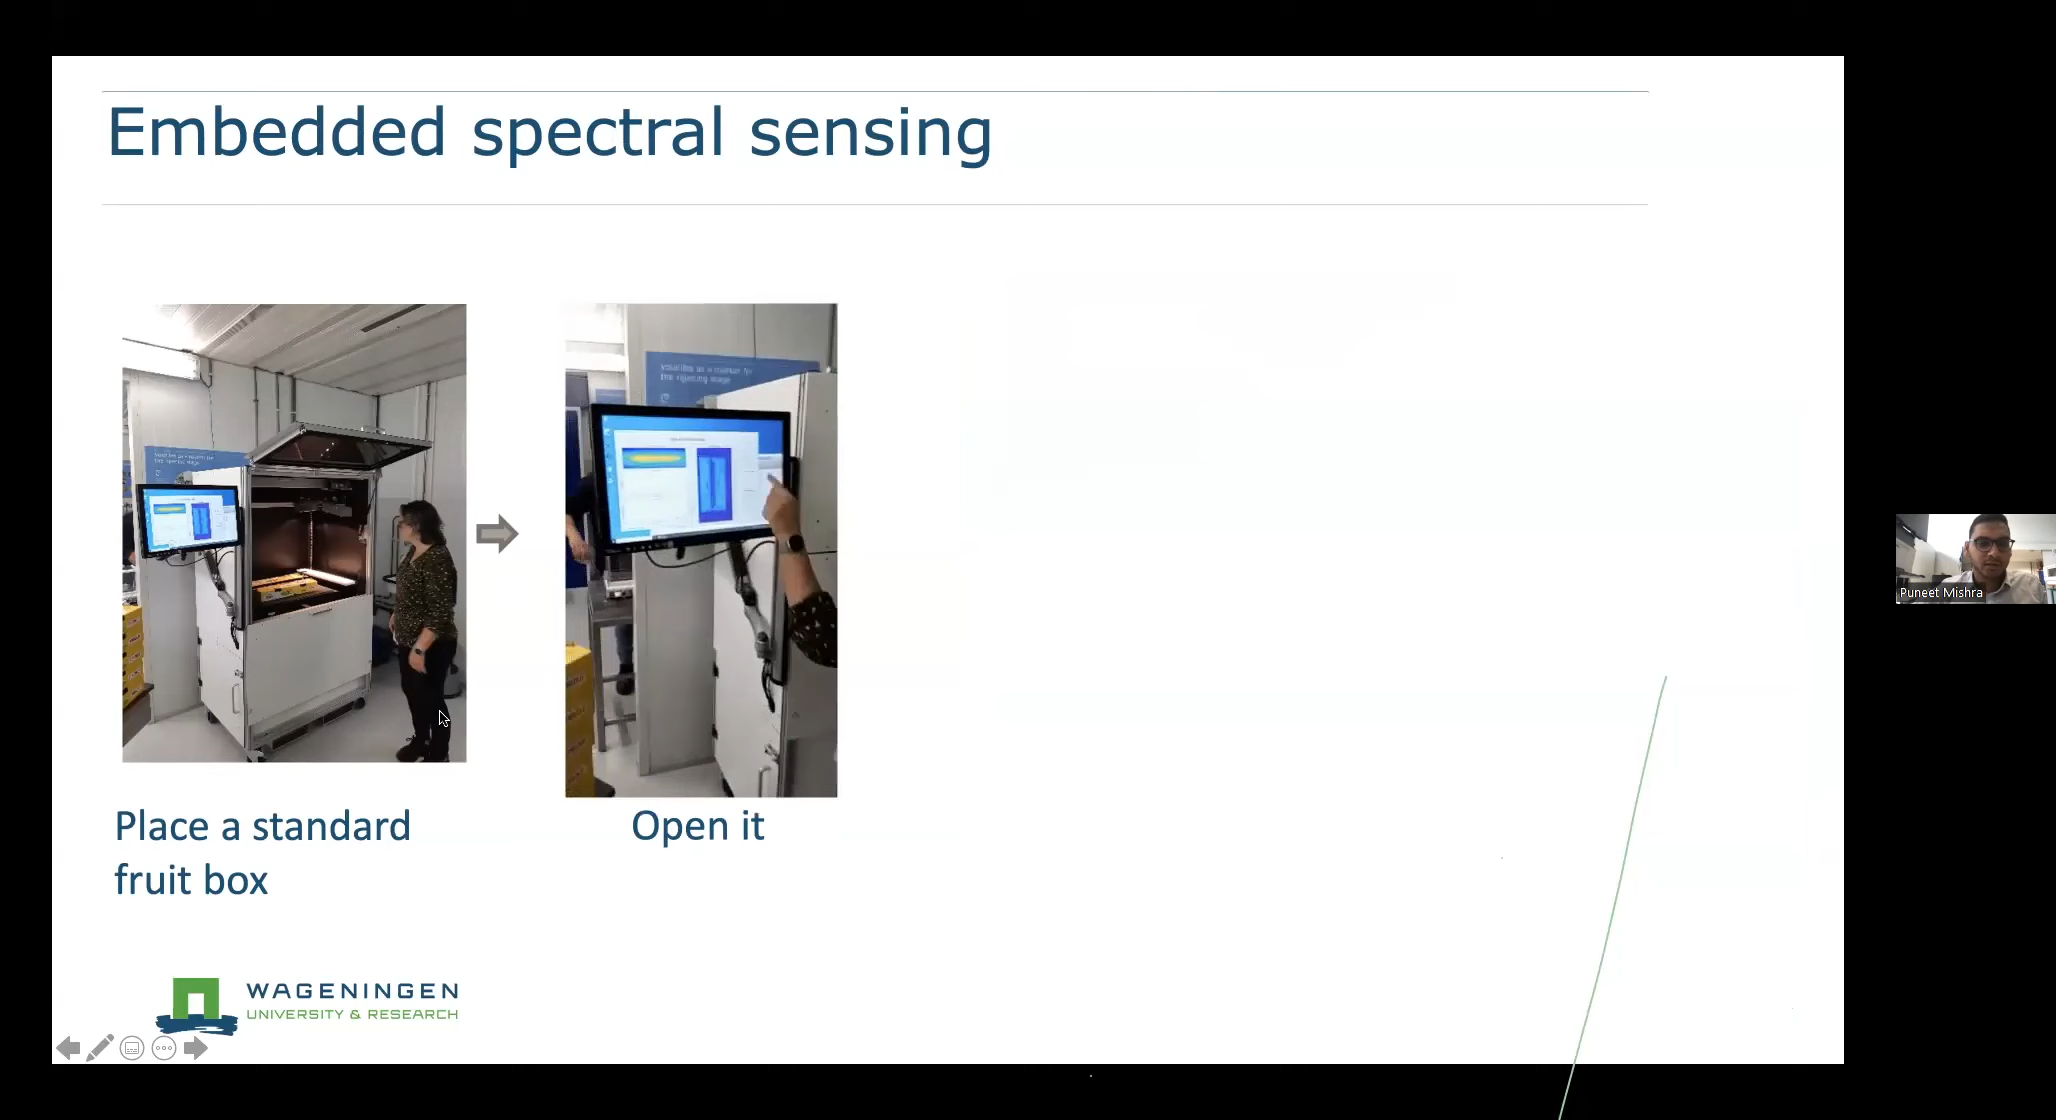 Embedded spectral sensing
Place a standard
fruit box
Open it
WAGENINGEN
UNIVERSITY & RESEARCH
Puneet Mishra